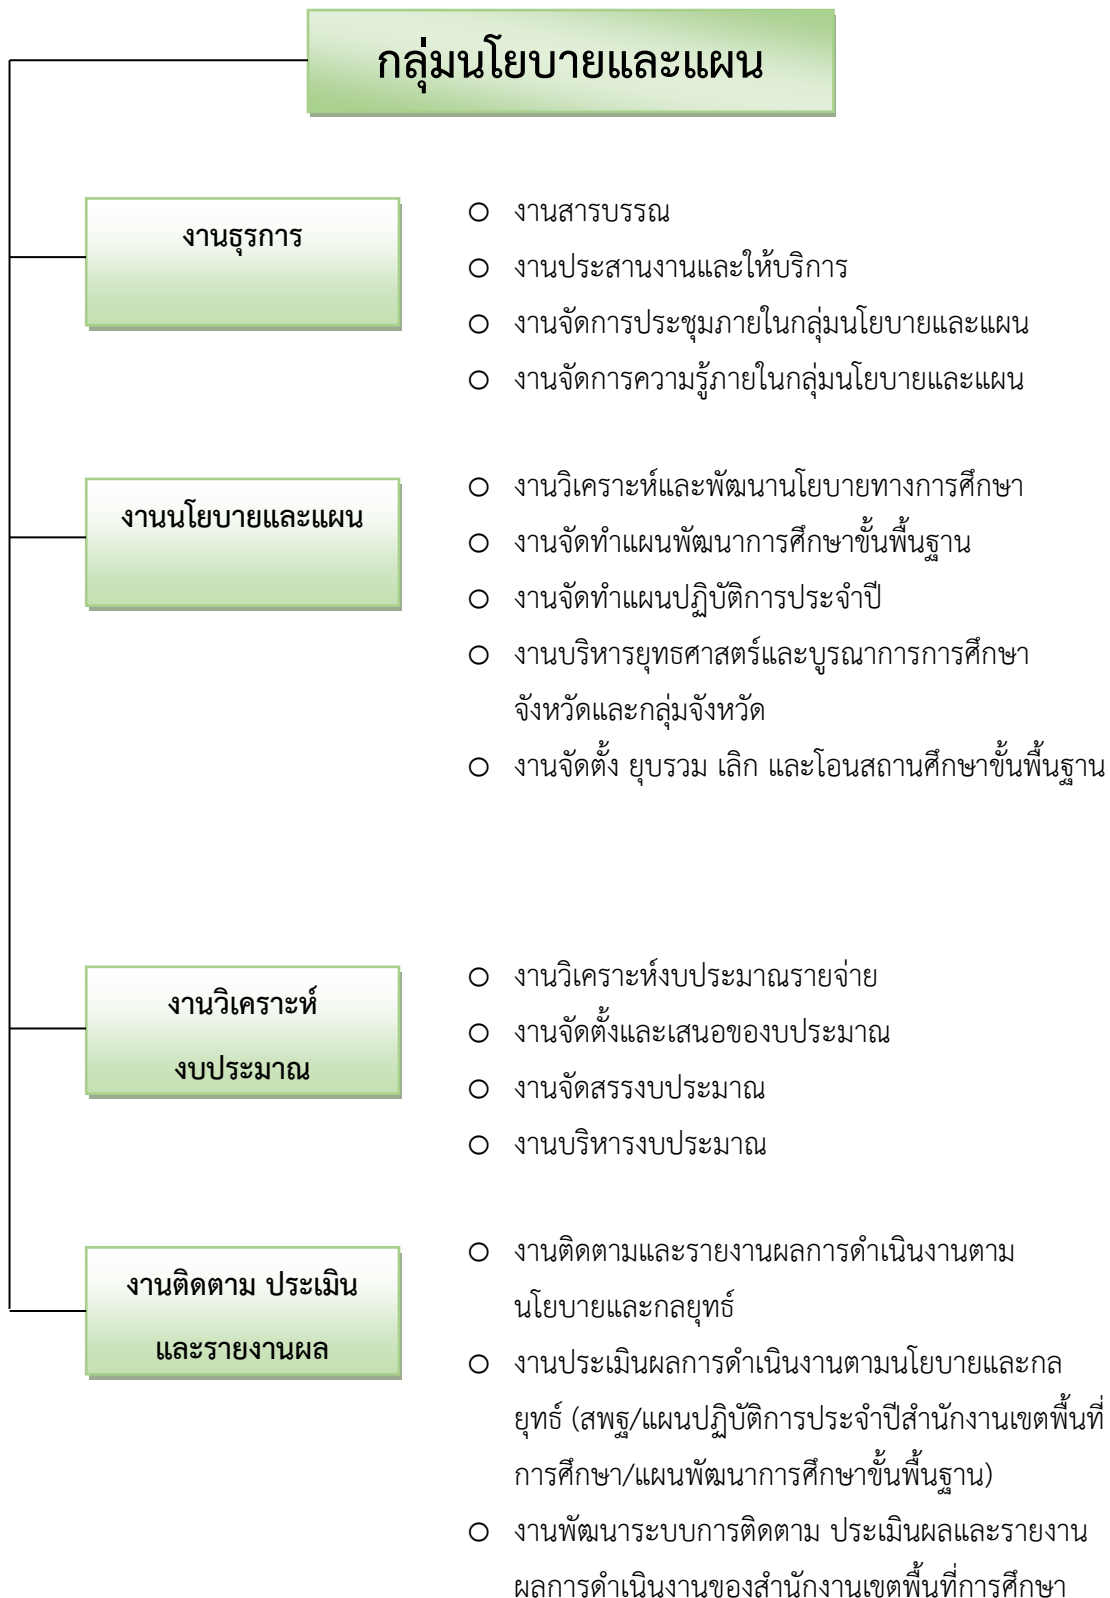 กลุ่มนโยบายและแผน
งานธุรการ
งานสารบรรณ
งานประสานงานและให้บริการ
งานจัดการประชุมภายในกลุ่มนโยบายและแผน
งานจัดการความรู้ภายในกลุ่มนโยบายและแผน
งานนโยบายและแผน
งานวิเคราะห์และพัฒนานโยบายทางการศึกษา
งานจัดทำแผนพัฒนาการศึกษาขั้นพื้นฐาน
งานจัดทำแผนปฏิบัติการประจำปี
งานบริหารยุทธศาสตร์และบูรณาการการศึกษา
จังหวัดและกลุ่มจังหวัด
งานจัดตั้ง ยุบรวม เลิก และโอนสถานศึกษาขั้นพื้นฐาน
งานวิเคราะห์
งบประมาณ
งานวิเคราะห์งบประมาณรายจ่าย
งานจัดตั้งและเสนอของบประมาณ
งานจัดสรรงบประมาณ
งานบริหารงบประมาณ
งานติดตาม ประเมิน
และรายงานผล
งานติดตามและรายงานผลการดำเนินงานตาม
นโยบายและกลยุทธ์
งานประเมินผลการดำเนินงานตามนโยบายและกล
ยุทธ์ (สพฐ/แผนปฏิบัติการประจำปีสำนักงานเขตพื้นที่
การศึกษา/แผนพัฒนาการศึกษาขั้นพื้นฐาน)
งานพัฒนาระบบการติดตาม ประเมินผลและรายงาน
ผลการดำเนินงานของสำนักงานเขตพื้นที่การศึกษา